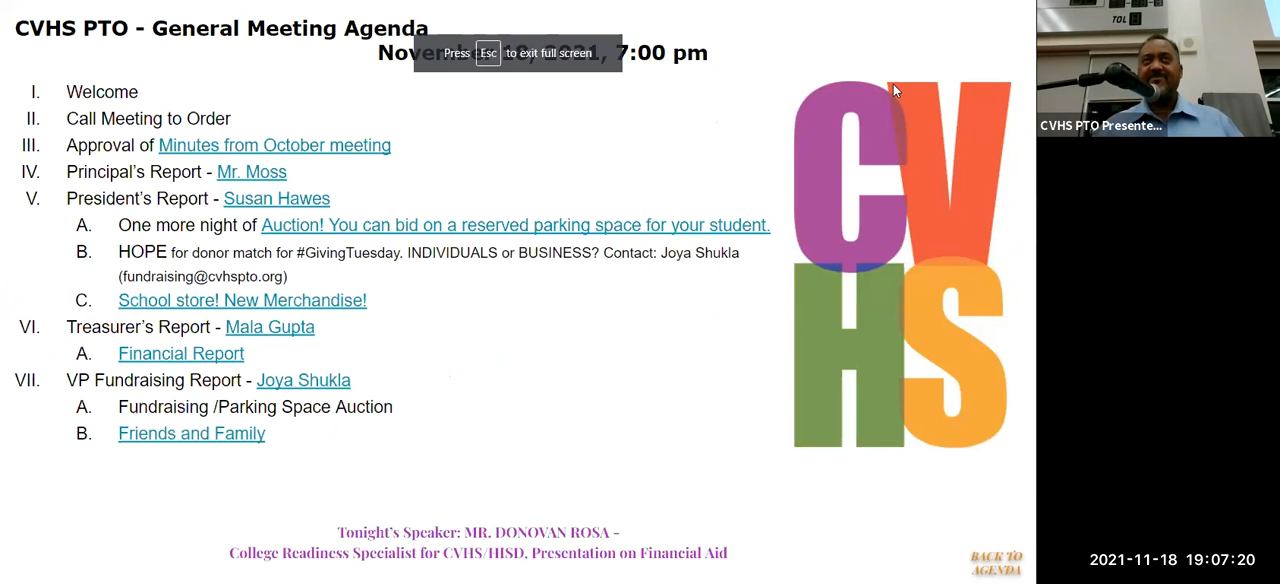 CVHS PTO - General Meeting Agenda
November 18, 2021, 7:00 pm
Press Esc to exit full screen
I. Welcome
II. Call Meeting to Order
III. Approval of Minutes from October meeting
IV. Principal's Report - Mr. Moss
V. President's Report - Susan Hawes
A. One more night of Auction! You can bid on a reserved parking space for your student.
B. HOPE for donor match for #GivingTuesday. INDIVIDUALS or BUSINESS? Contact: Joya Shukla
(fundraising@cvhspto.org)
C. School store! New Merchandise!
VI. Treasurer's Report - Mala Gupta
A. Financial Report
VII. VP Fundraising Report - Joya Shukla
A. Fundraising /Parking Space Auction
B. Friends and Family
CV
HS
Tonight's Speaker: MR. DONOVAN ROSA -
College Readiness Specialist for CVHS/HISD, Presentation on Financial Aid
BACK TO
AGENDA
TOL
CVHS PTO Presente...
2021-11-18 19:07:20